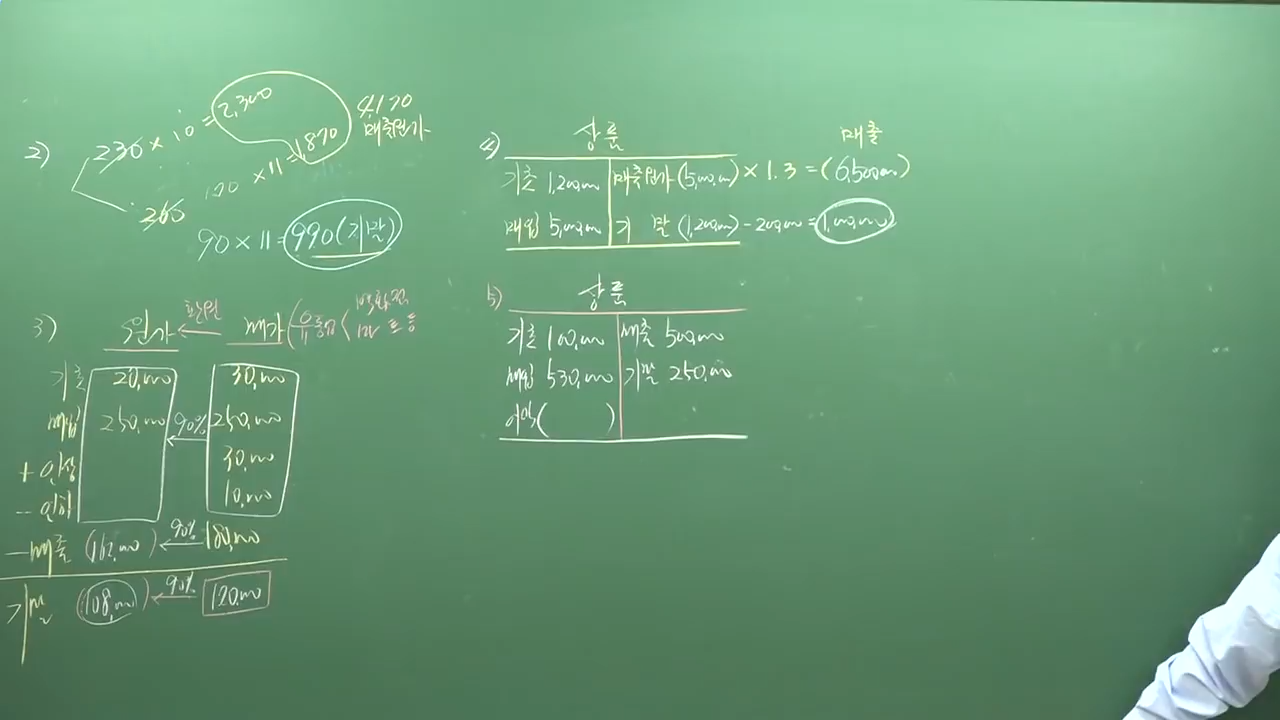 2) 230 × 10 = 2,300
4,170
매출원가
170 × 11 = 1,870
260
90 × 11 = 990(기말)
3) 원가 ← 환원 매가
기초 20,000 30,000
매입 250,000 90% 250,000
+ 인상 30,000
- 인하 10,000
- 매출 (162,000) 90% 180,000
기말 (108,000) 90% 120,000
4) 상품 매출
기초 1,200,000 매출원가 (5,000,000) × 1.3 = (6,500,000)
매입 5,000,000 기말 (1,200,000) - 200,000 = 1,000,000
5) 상품
기초 100,000 매출 500,000
매입 530,000 기말 250,000
이익 ( )